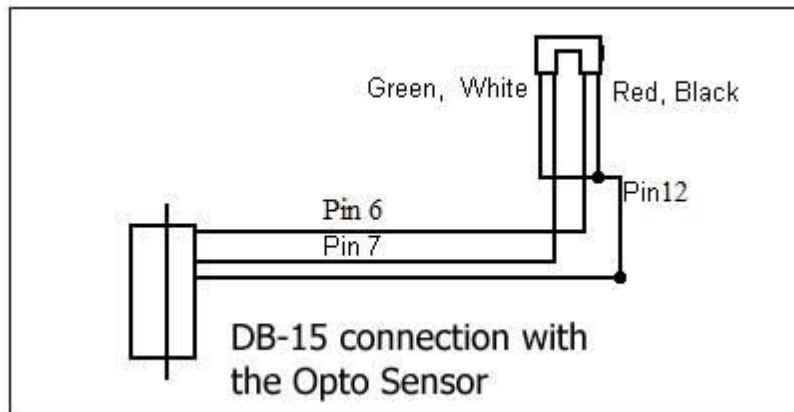 Green, White Red, Black
Pin12
Pin 6
Pin 7
DB-15 connection with
the Opto Sensor